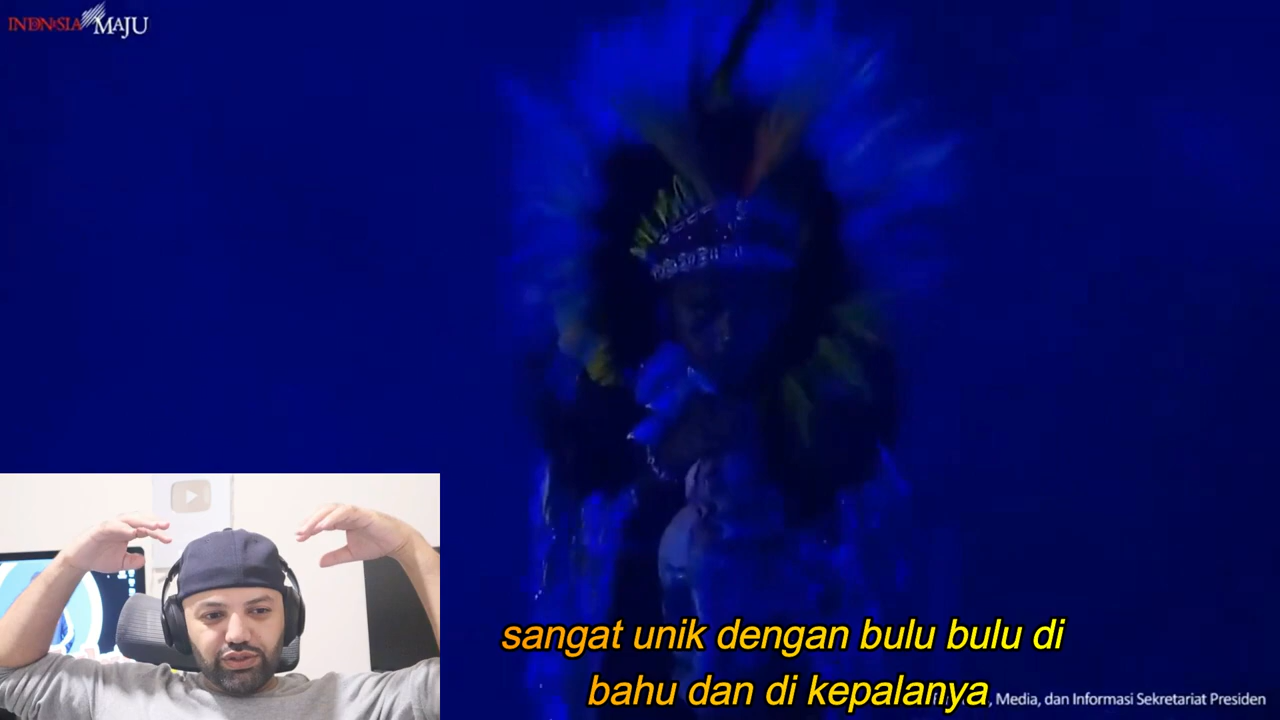 INDONESIA MAJU
sangat unik dengan bulu bulu di
bahu dan di kepalanya
, Media, dan Informasi Sekretariat Presiden